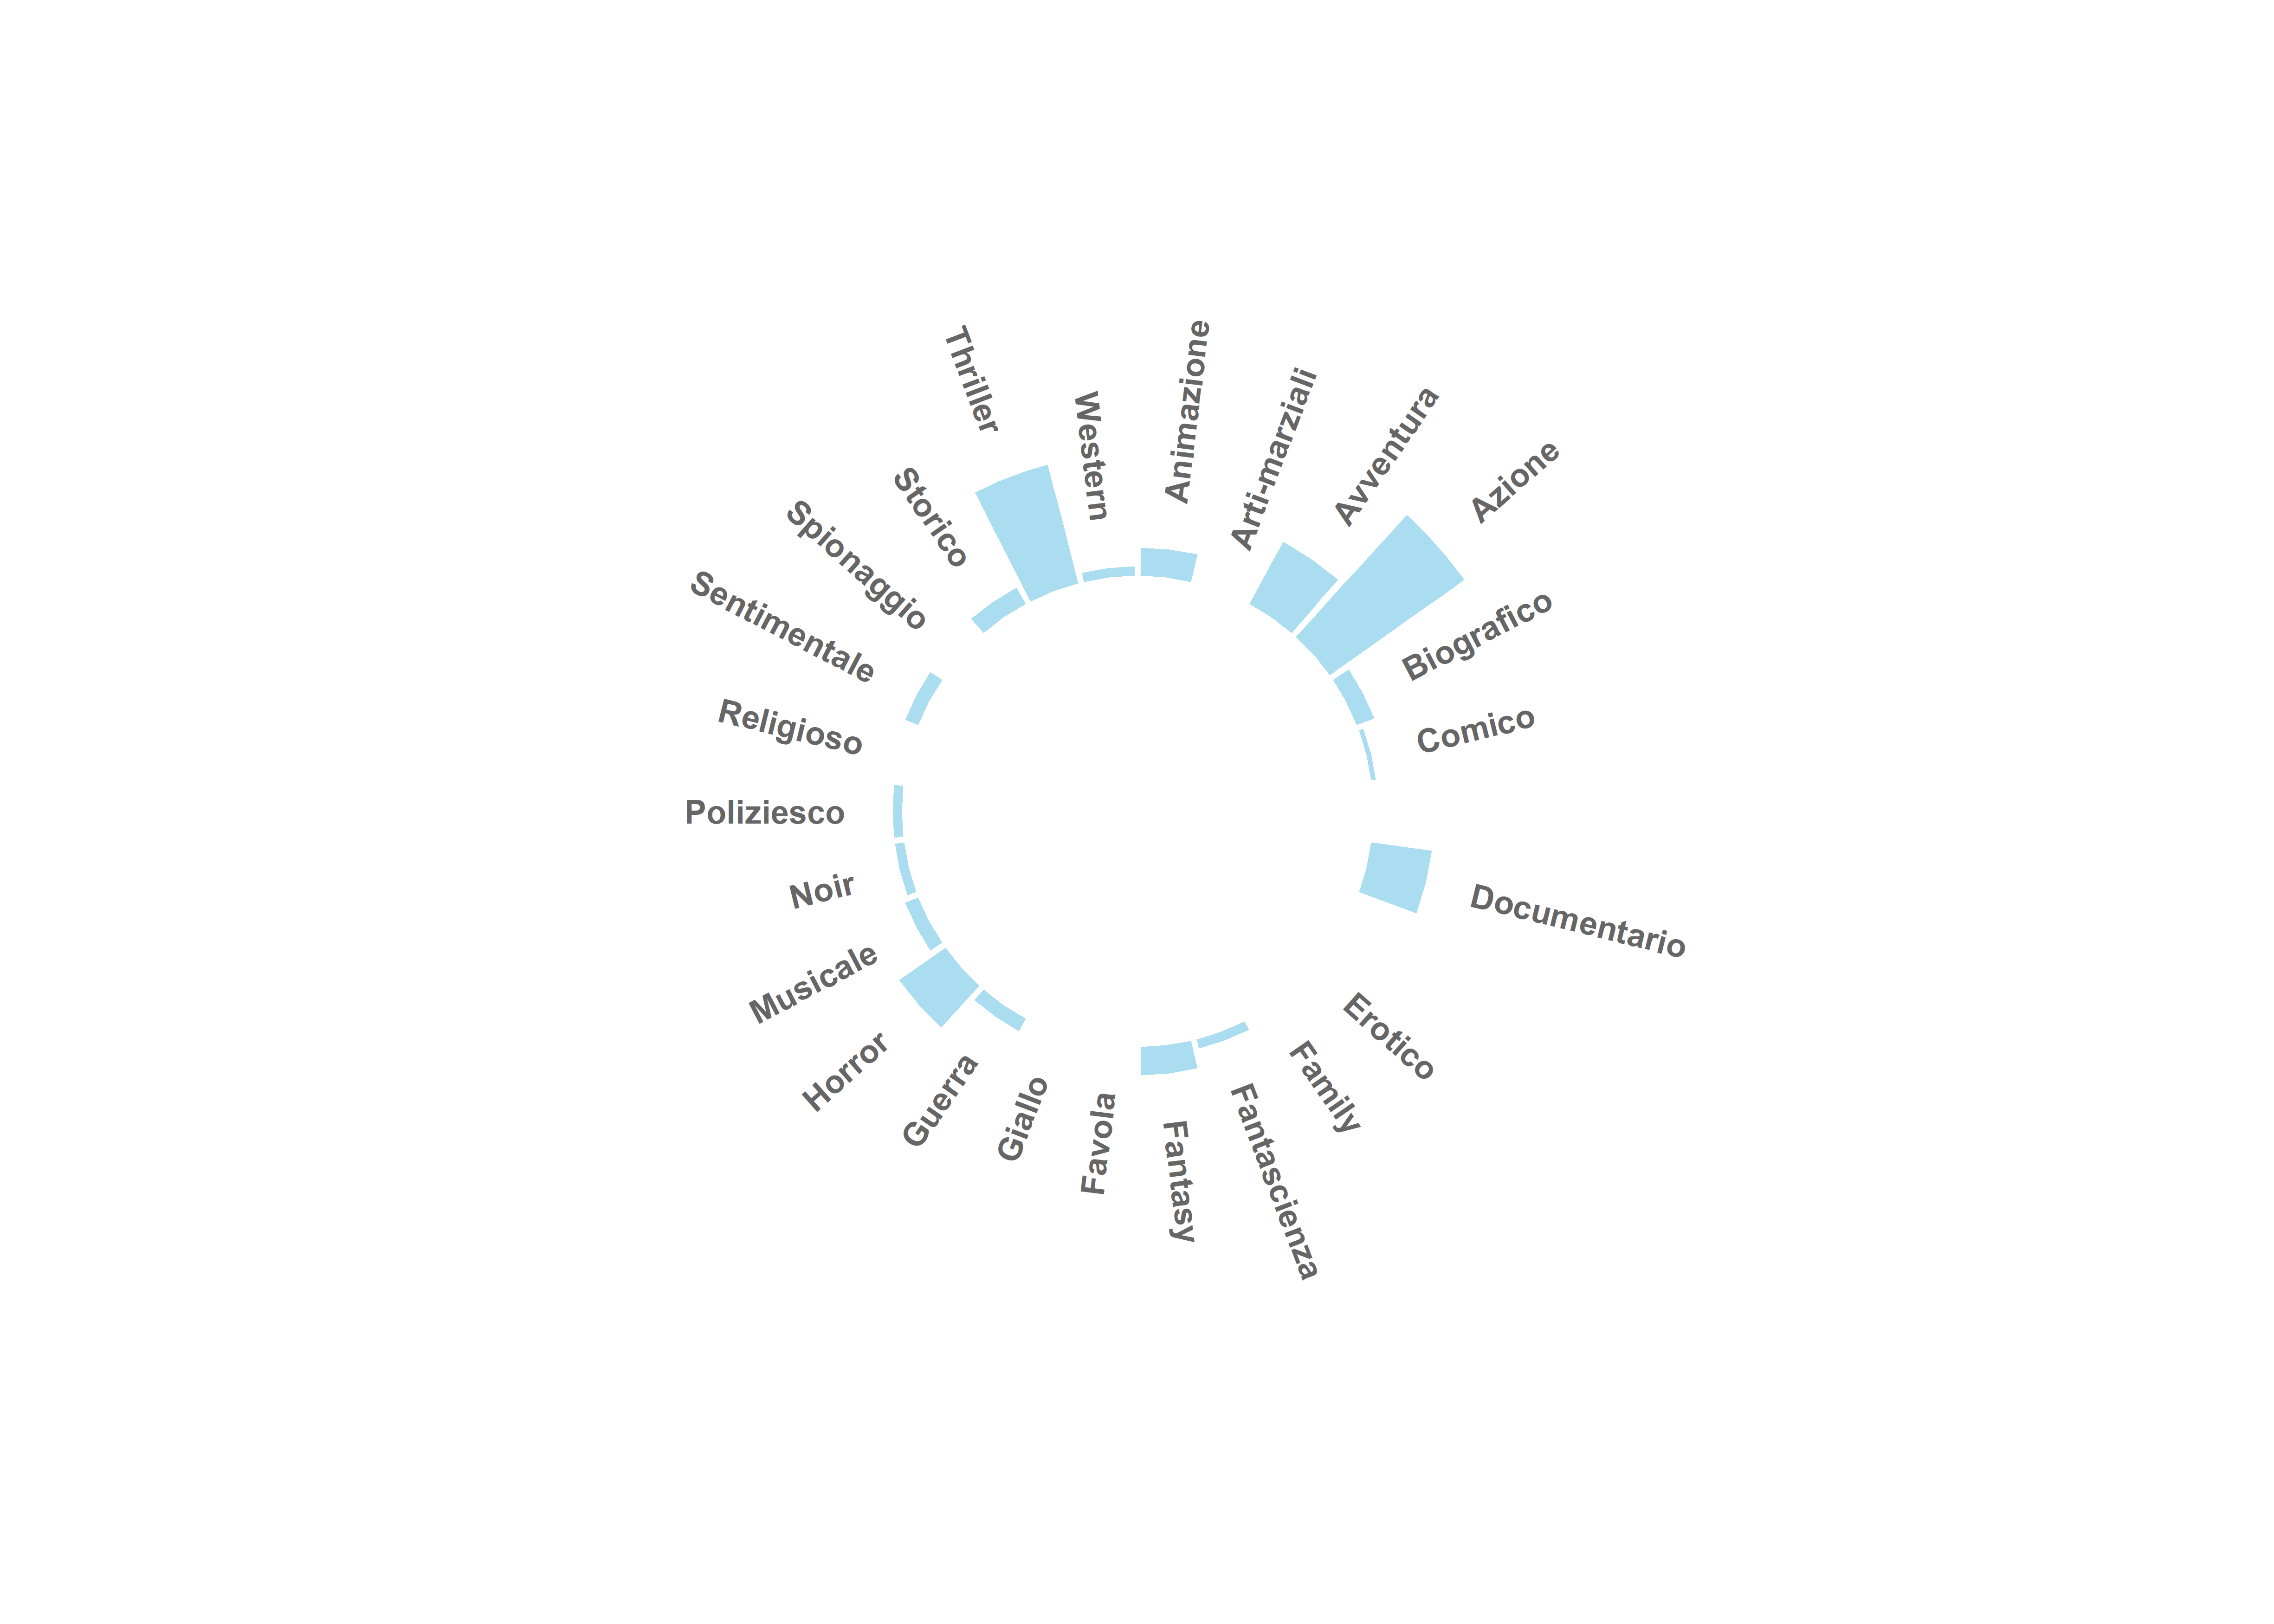 Animazione
Arti-marziali
Avventura
Azione
Biografico
Comico
Documentario
Erotico
Family
Fantascienza
Fantasy
Favola
Giallo
Guerra
Horror
Musicale
Noir
Poliziesco
Religioso
Sentimentale
Spionaggio
Storico
Thriller
Western